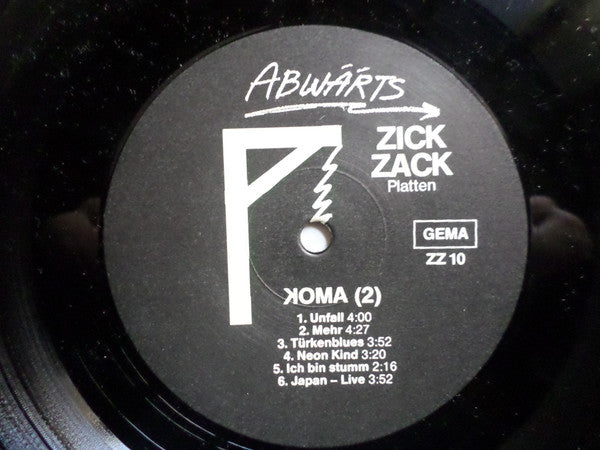 ABWÄRTS
ZICK
ZACK
Platten
GEMA
ZZ 10
KOMA (2)
1. Unfall 4:00
2. Mehr 4:27
3. Türkenblues 3:52
4. Neon Kind 3:20
5. Ich bin stumm 2:16
6. Japan – Live 3:52